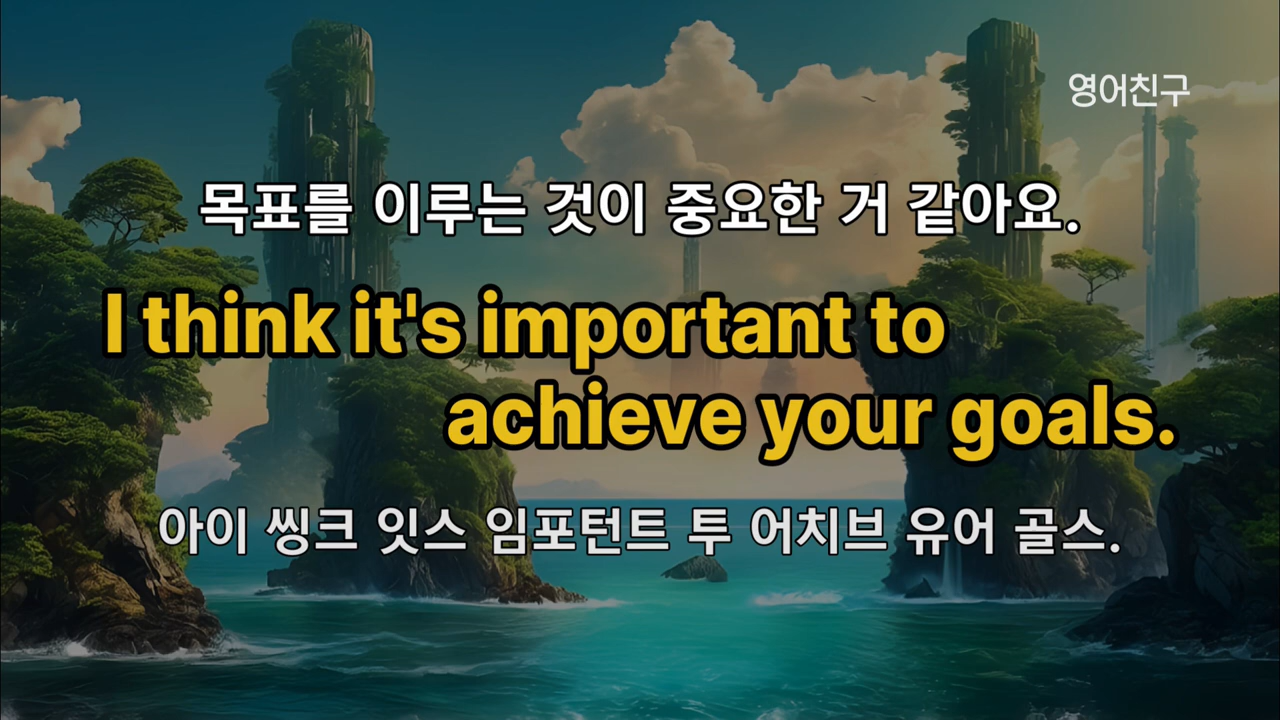 영어친구
목표를 이루는 것이 중요한 거 같아요.
I think it's important to
achieve your goals.
아이 씽크 잇스 임포턴트 투 어치브 유어 골스.